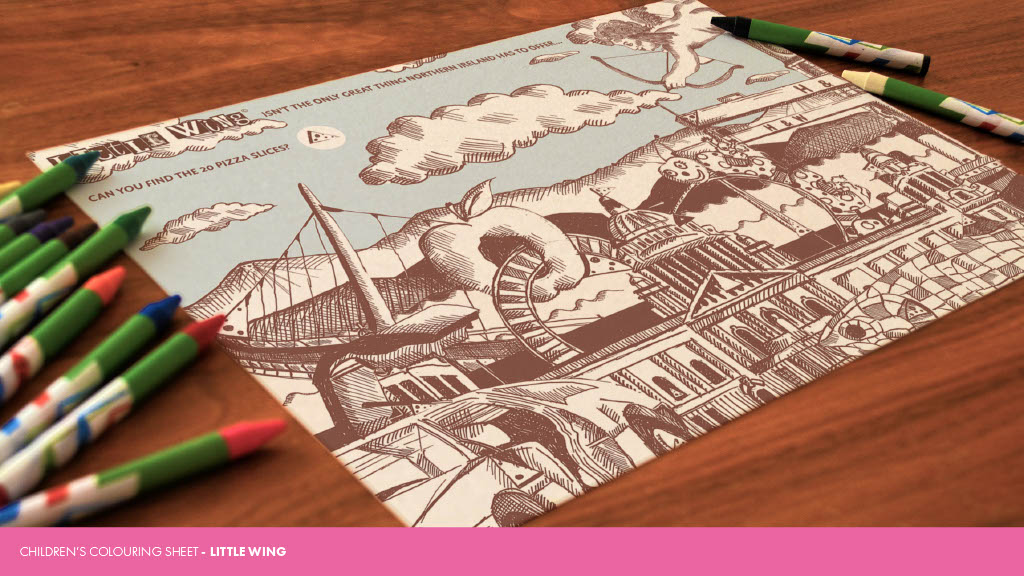 LITTLE WING® ISN'T THE ONLY GREAT THING NORTHERN IRELAND HAS TO OFFER...
CAN YOU FIND THE 20 PIZZA SLICES?
H&W
CHILDREN'S COLOURING SHEET - LITTLE WING